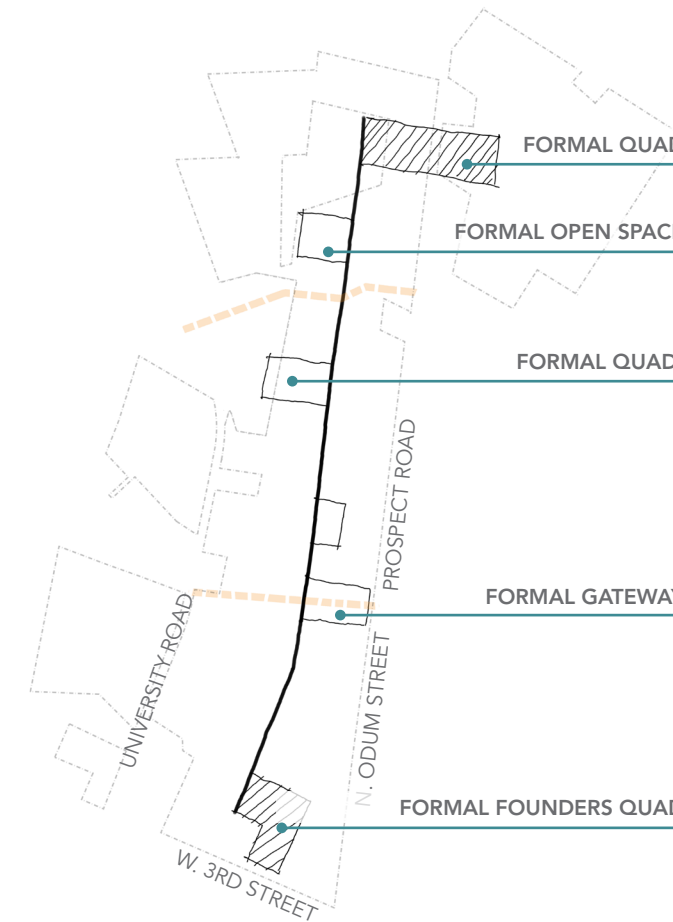 FORMAL QUAD
FORMAL OPEN SPACE
FORMAL QUAD
PROSPECT ROAD
FORMAL GATEWAY
UNIVERSITY ROAD
N. ODUM STREET
FORMAL FOUNDERS QUAD
W. 3RD STREET